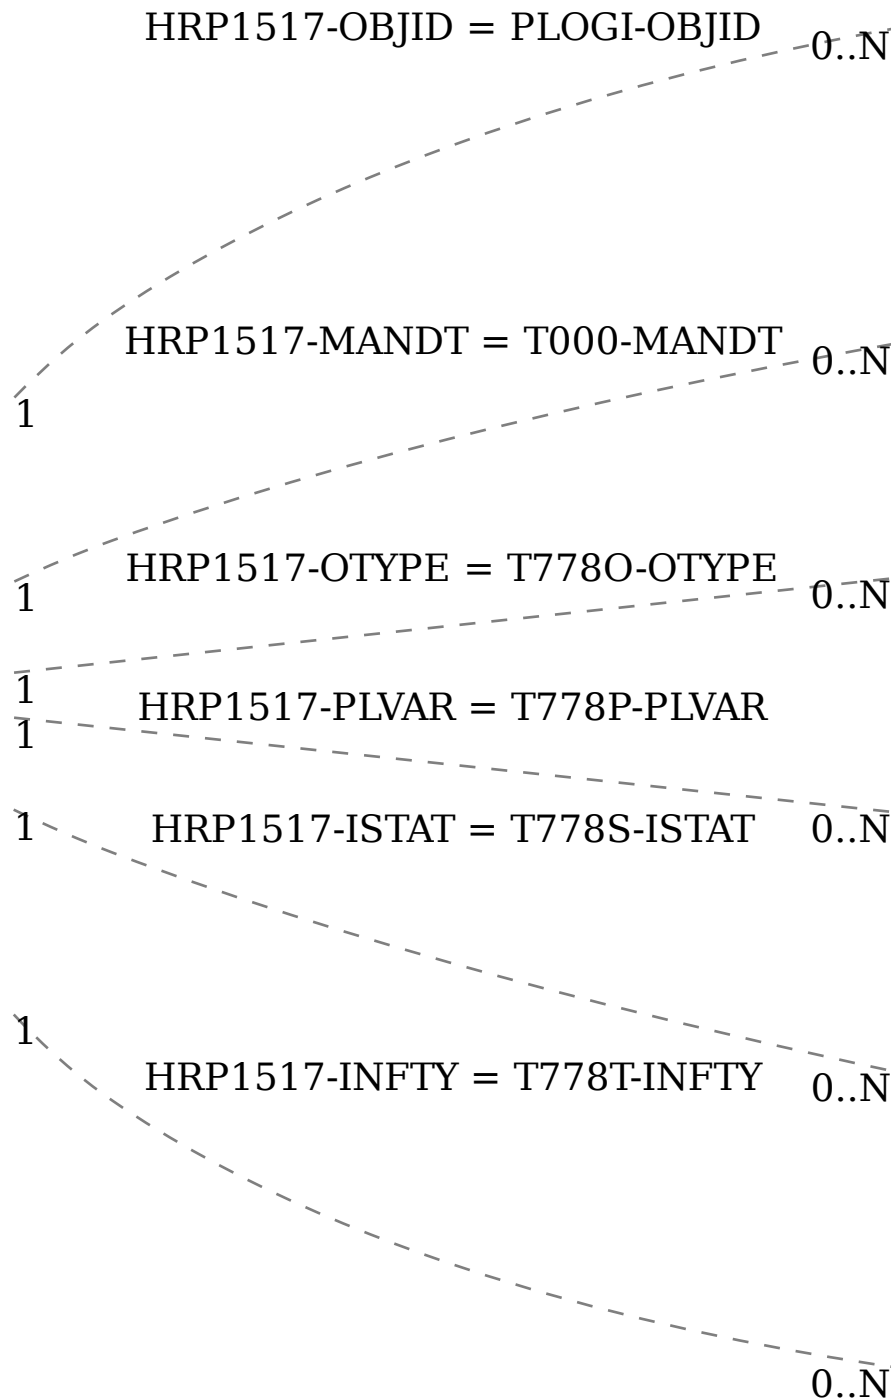 HRP1517-OBJID = PLOGI-OBJID
0..N
HRP1517-MANDT = T000-MANDT
0..N
1
HRP1517-OTYPE = T778O-OTYPE
0..N
1
1
HRP1517-PLVAR = T778P-PLVAR
1
1
HRP1517-ISTAT = T778S-ISTAT
0..N
1
HRP1517-INFTY = T778T-INFTY
0..N
0..N